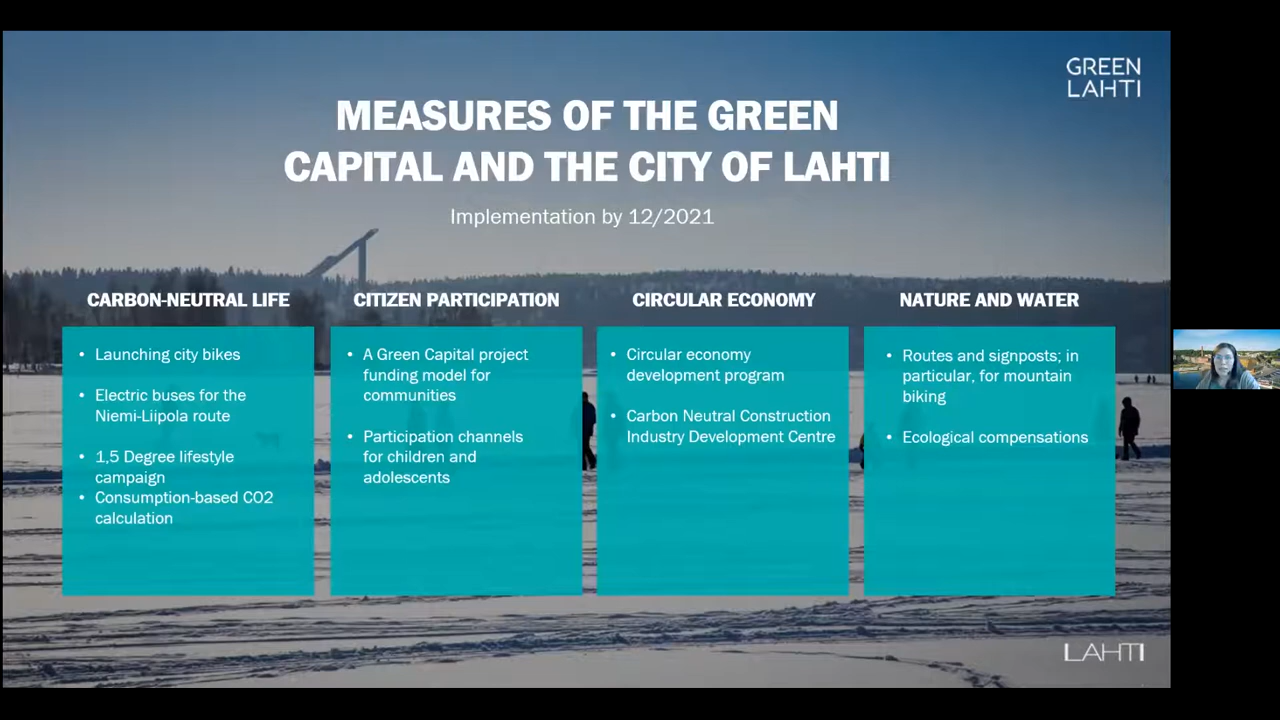 GREEN
LAHTI
MEASURES OF THE GREEN
CAPITAL AND THE CITY OF LAHTI
Implementation by 12/2021
CARBON-NEUTRAL LIFE
• Launching city bikes
• Electric buses for the
Niemi-Liipola route
• 1,5 Degree lifestyle
campaign
• Consumption-based CO2
calculation
CITIZEN PARTICIPATION
• A Green Capital project
funding model for
communities
• Participation channels
for children and
adolescents
CIRCULAR ECONOMY
• Circular economy
development program
• Carbon Neutral Construction
Industry Development Centre
NATURE AND WATER
• Routes and signposts; in
particular, for mountain
biking
• Ecological compensations
LAHTI